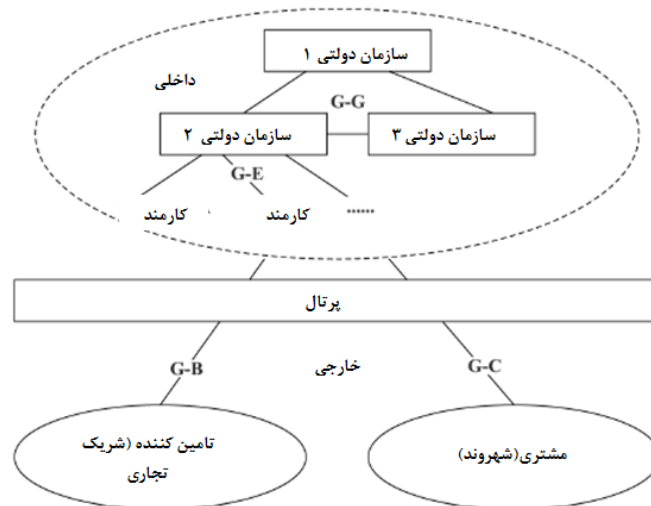 سازمان دولتی ۱
داخلی
G-G
سازمان دولتی ۲
سازمان دولتی ۳
G-E
کارمند
کارمند
......
پرتال
G-B
خارجی
G-C
تامین کننده (شریک
تجاری
مشتری(شهروند)